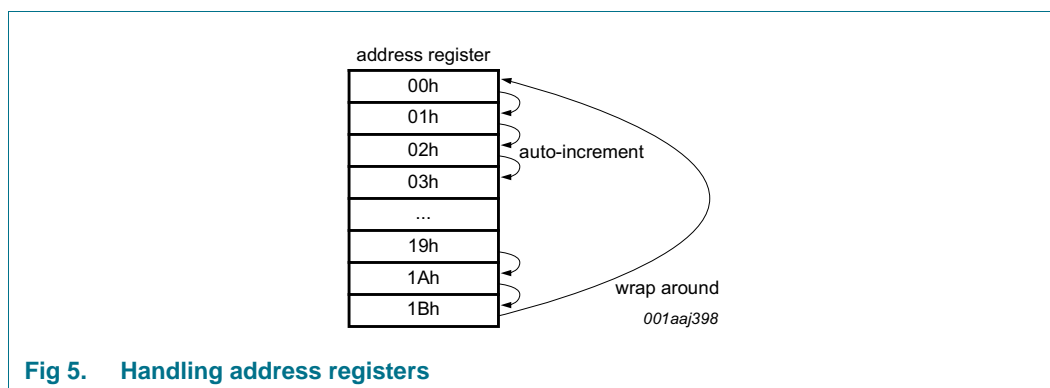 address register
00h
01h
02h
auto-increment
03h
...
19h
1Ah
wrap around
1Bh
001aaj398
Fig 5. Handling address registers